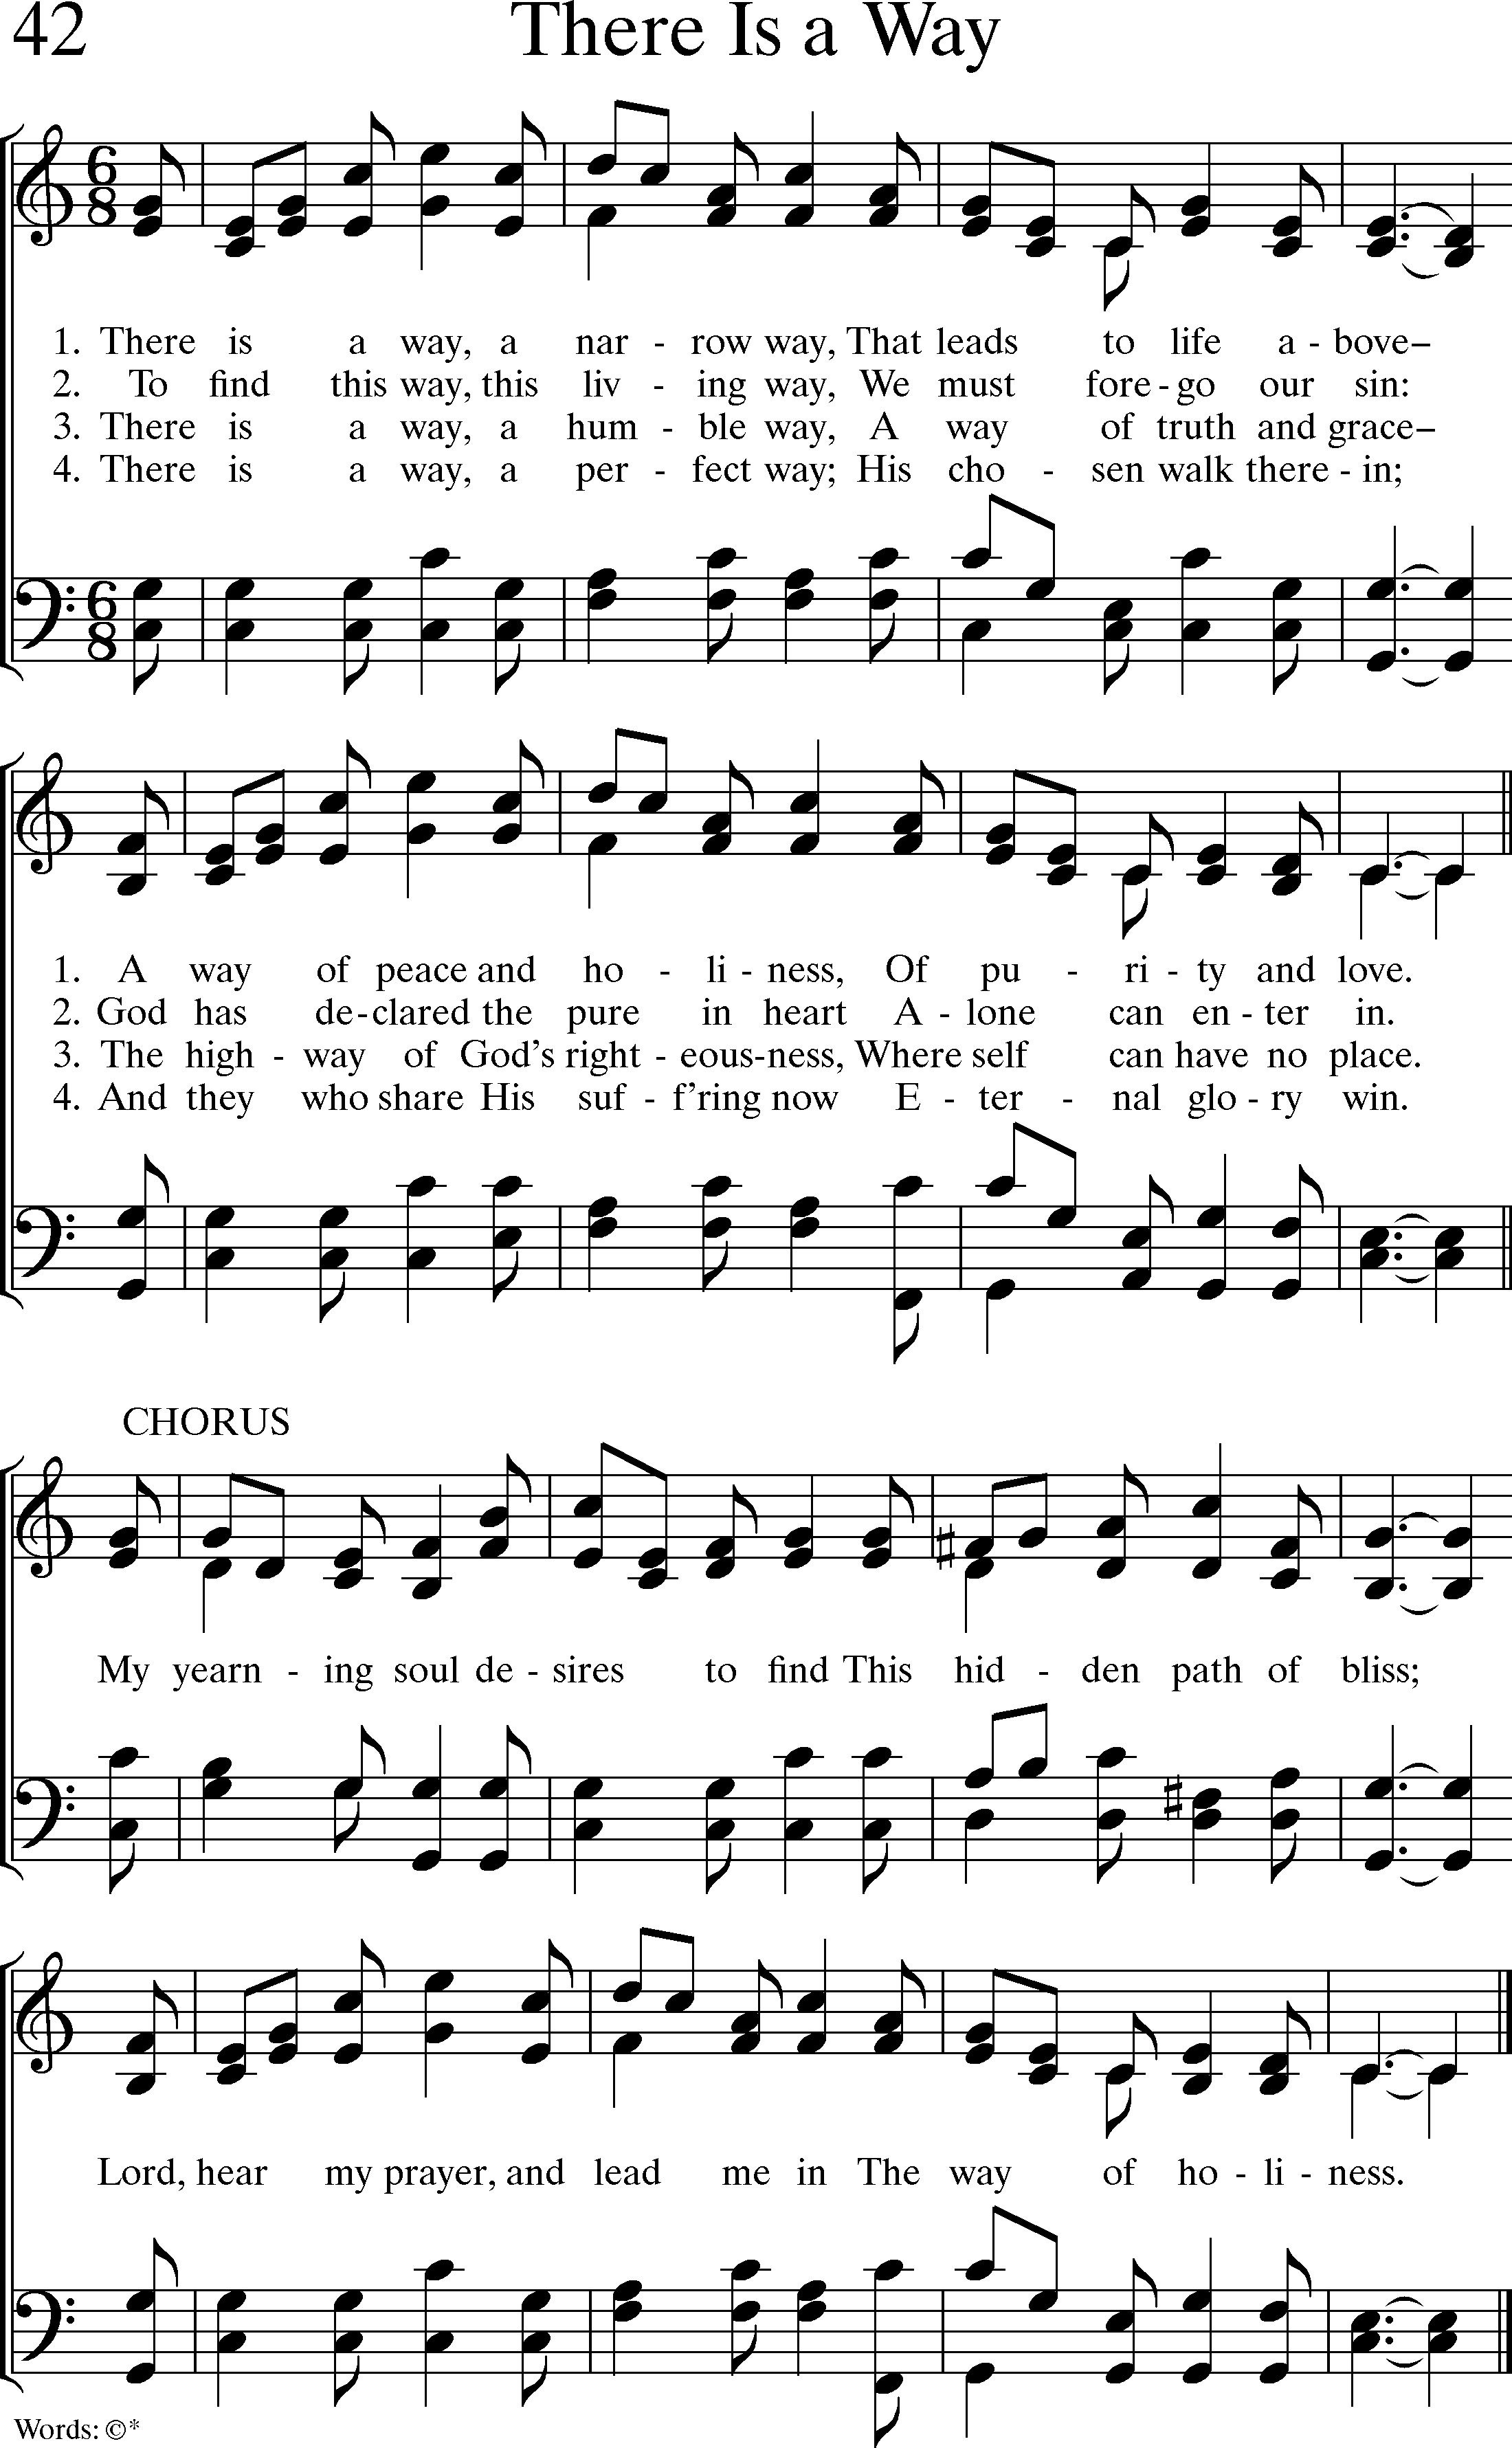 42 There Is a Way
6
8
1. There is a way, a nar - row way, That leads to life a - bove–
2. To find this way, this liv - ing way, We must fore - go our sin:
3. There is a way, a hum - ble way, A way of truth and grace–
4. There is a way, a per - fect way; His cho - sen walk there - in;
6
8
1. A way of peace and ho - li - ness, Of pu - ri - ty and love.
2. God has de - clared the pure in heart A - lone can en - ter in.
3. The high - way of God's right - eous - ness, Where self can have no place.
4. And they who share His suf - f'ring now E - ter - nal glo - ry win.
CHORUS
My yearn - ing soul de - sires to find This hid - den path of bliss;
Lord, hear my prayer, and lead me in The way of ho - li - ness.
Words: ©*